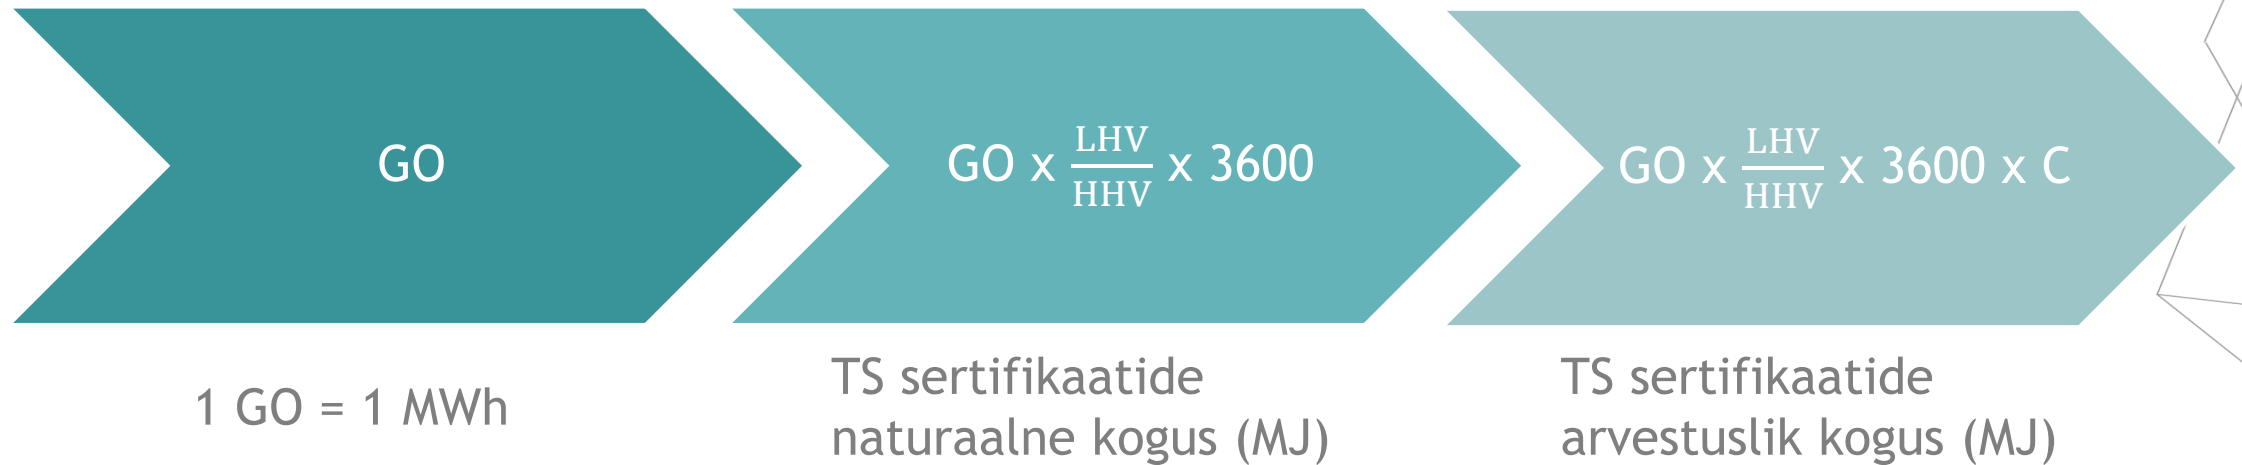 GO
GO x LHV/HHV x 3600
GO x LHV/HHV x 3600 x C
1 GO = 1 MWh
TS sertifikaatide
naturaalne kogus (MJ)
TS sertifikaatide
arvestuslik kogus (MJ)